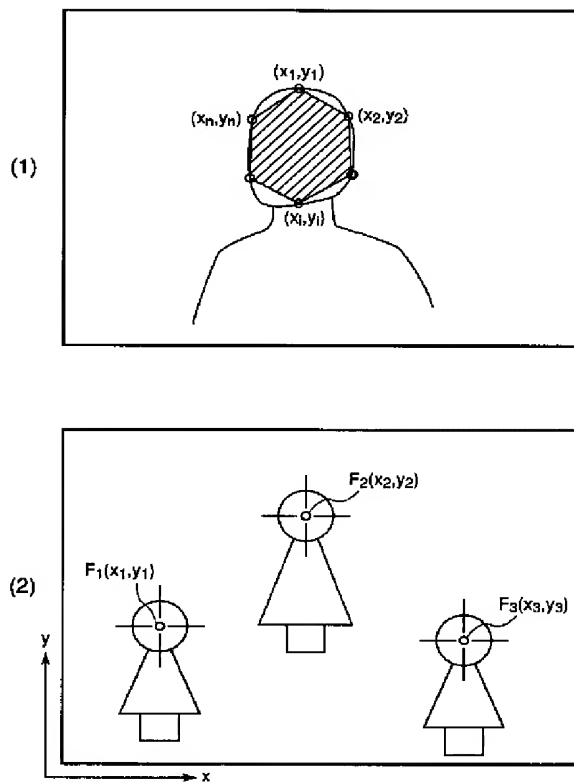 (1)
(x₁,y₁)
(xₙ,yₙ)
(x₂,y₂)
(xᵢ,yᵢ)
(2)
F₂(x₂,y₂)
F₁(x₁,y₁)
F₃(x₃,y₃)
y
x